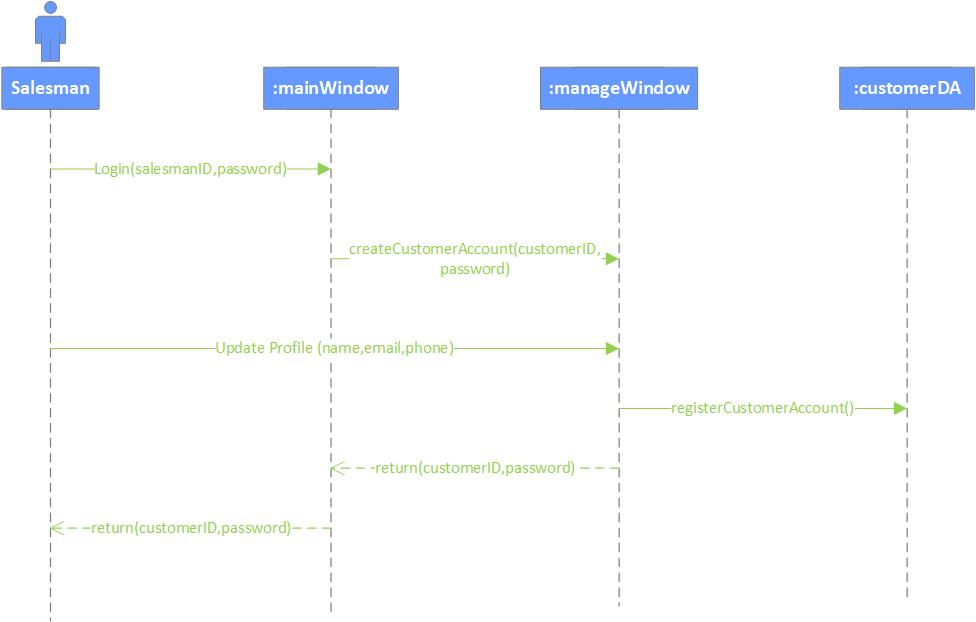 Salesman
:mainWindow
:manageWindow
:customerDA
Login(salesmanID,password)
createCustomerAccount(customerID,
password)
Update Profile (name,email,phone)
registerCustomerAccount()
return(customerID,password)
return(customerID,password)